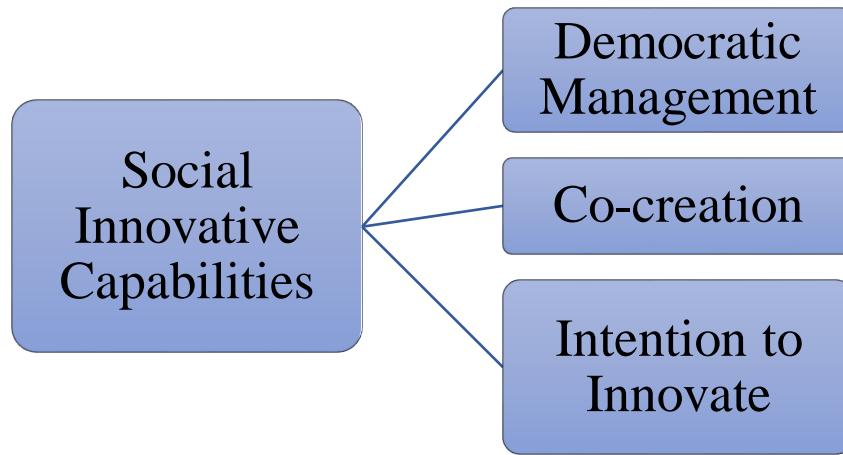 Social
Innovative
Capabilities
Democratic
Management
Co-creation
Intention to
Innovate